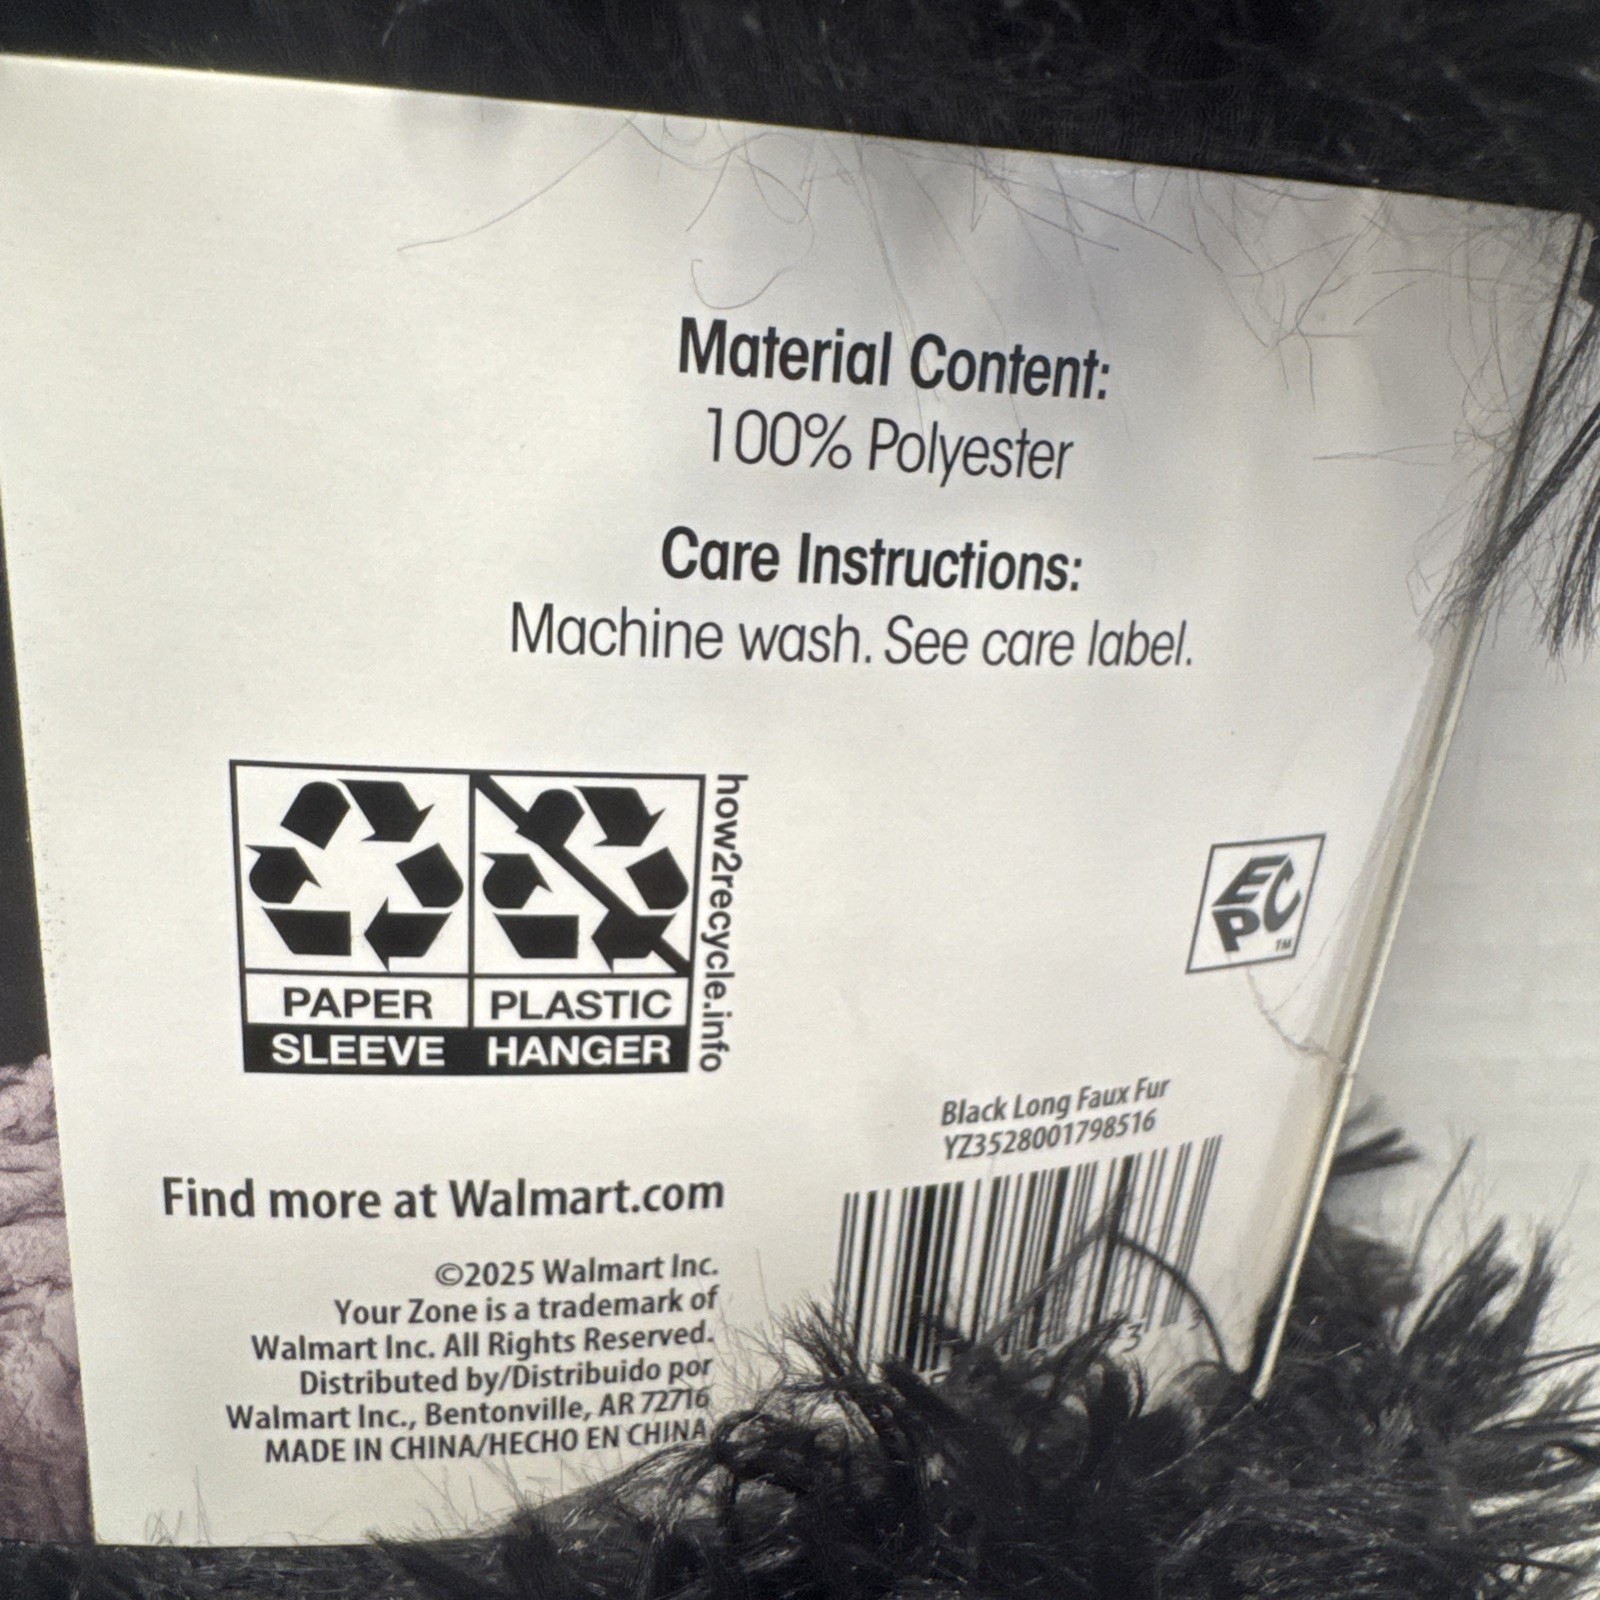 Material Content:
100% Polyester
Care Instructions:
Machine wash. See care label.
how2recycle.info
PAPER
PLASTIC
SLEEVE
HANGER
EPC™
Black Long Faux Fur
YZ3528001798516
Find more at Walmart.com
©2025 Walmart Inc.
Your Zone is a trademark of
Walmart Inc. All Rights Reserved.
Distributed by/Distribuido por
Walmart Inc., Bentonville, AR 72716
MADE IN CHINA/HECHO EN CHINA